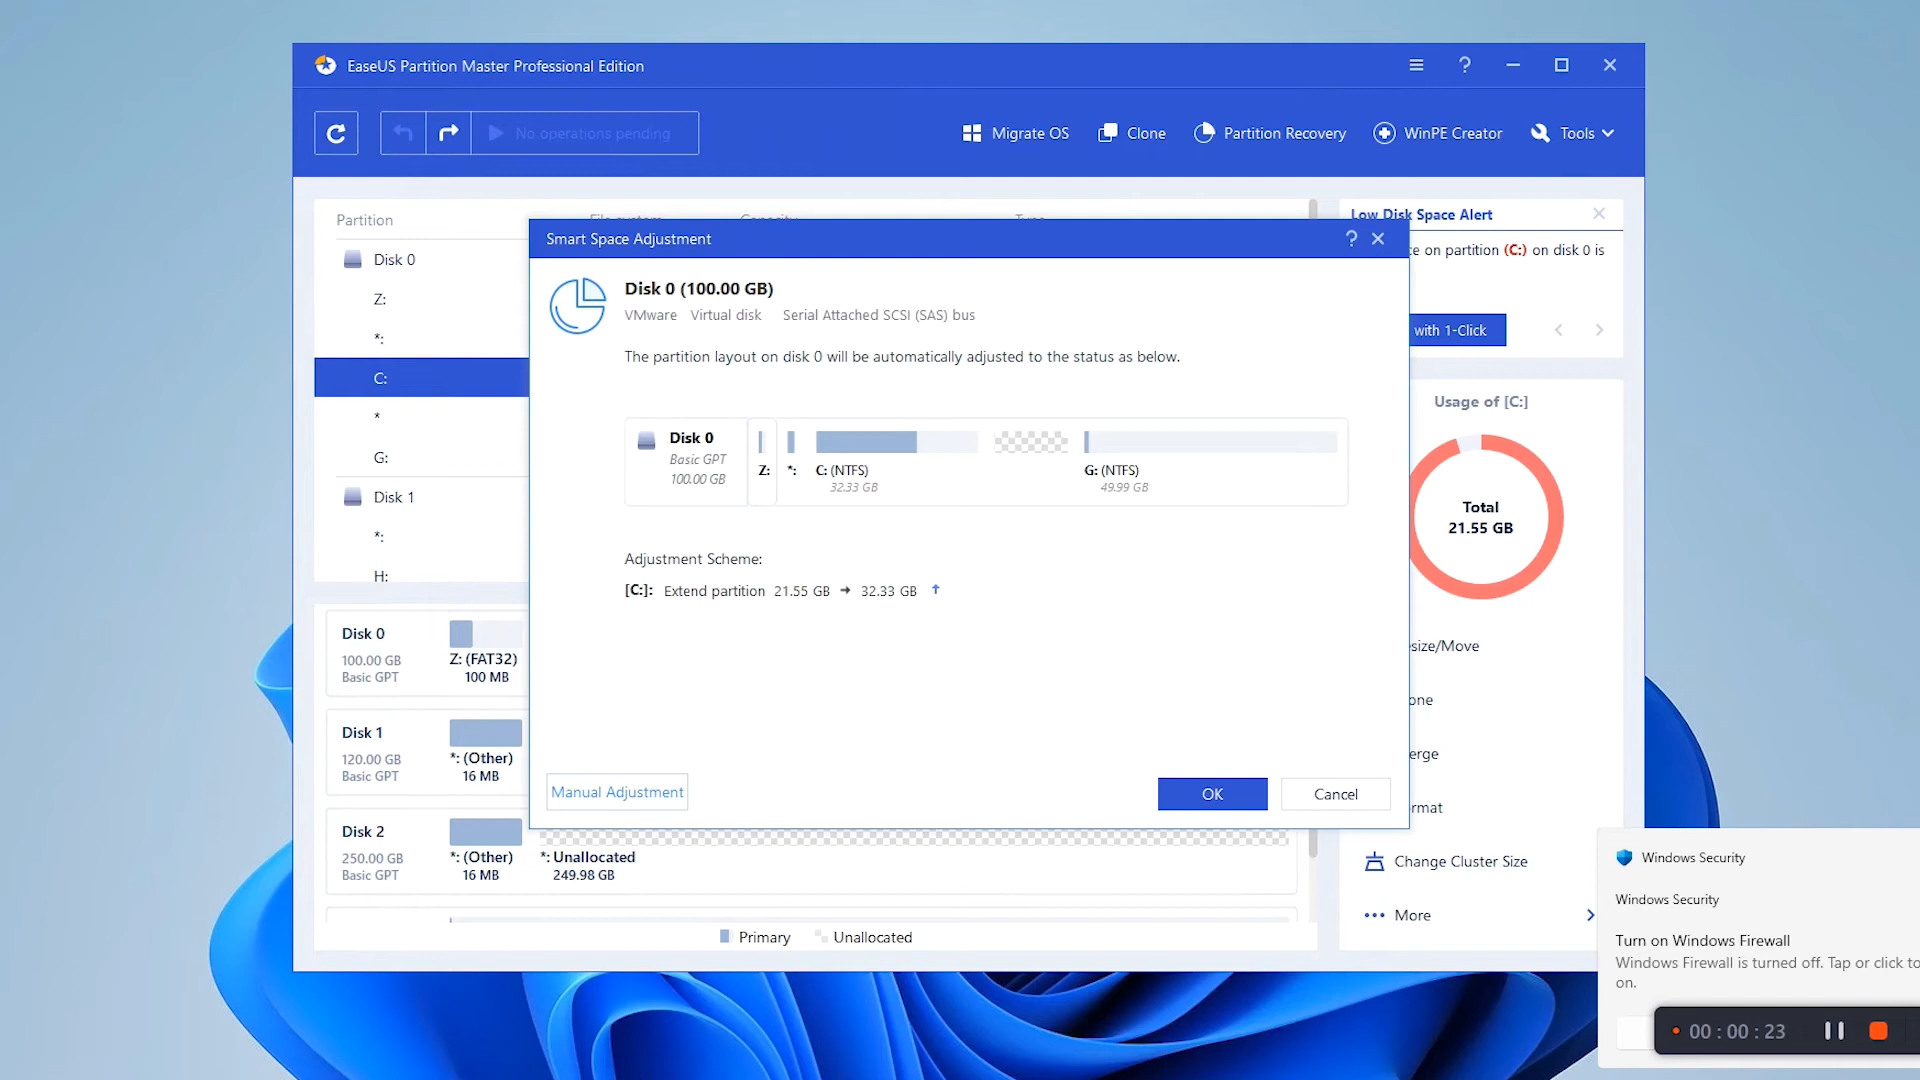 EaseUS Partition Master Professional Edition
No operations pending
Migrate OS
Clone
Partition Recovery
WinPE Creator
Tools
Partition
Disk 0
Z:
*:
C:
*
G:
Disk 1
*:
H:
Low Disk Space Alert
on partition (C:) on disk 0 is
with 1-Click
Smart Space Adjustment
Disk 0 (100.00 GB)
VMware Virtual disk Serial Attached SCSI (SAS) bus
The partition layout on disk 0 will be automatically adjusted to the status as below.
Disk 0
Basic GPT
100.00 GB
Z:
*:
C: (NTFS)
32.33 GB
G: (NTFS)
49.99 GB
Adjustment Scheme:
[C:]: Extend partition 21.55 GB ➔ 32.33 GB ↑
Manual Adjustment
OK
Cancel
Usage of [C:]
Total
21.55 GB
size/Move
Change Cluster Size
More
Disk 0
100.00 GB
Basic GPT
Z: (FAT32)
100 MB
Disk 1
120.00 GB
Basic GPT
*: (Other)
16 MB
Disk 2
250.00 GB
Basic GPT
*: (Other)
16 MB
*: Unallocated
249.98 GB
Primary
Unallocated
Windows Security
Windows Security
Turn on Windows Firewall
Windows Firewall is turned off. Tap or click to
on.
00:00:23